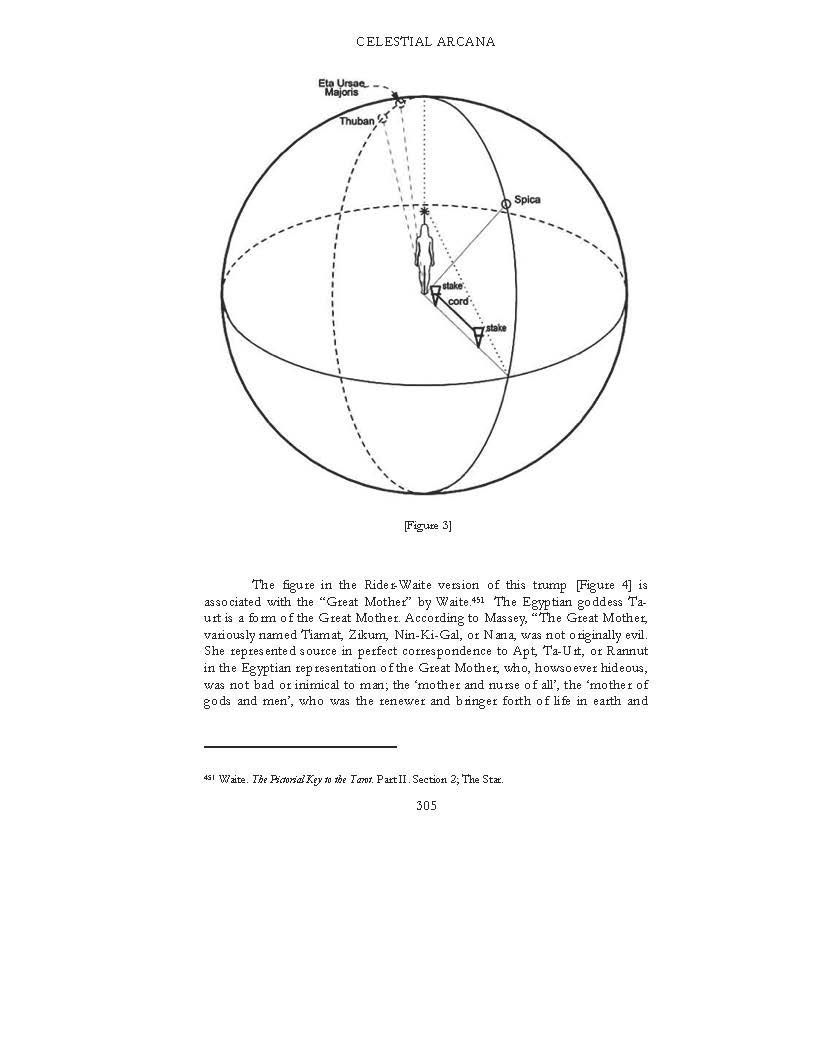 CELESTIAL ARCANA
Eta Ursae
Majoris
Thuban
Spica
stake
cord
stake
[Figure 3]
The figure in the Rider-Waite version of this trump [Figure 4] is
associated with the “Great Mother” by Waite.451 The Egyptian goddess Ta-
urt is a form of the Great Mother. According to Massey, “The Great Mother,
variously named Tiamat, Zikum, Nin-Ki-Gal, or Nana, was not originally evil.
She represented source in perfect correspondence to Apt, Ta-Urt, or Rannut
in the Egyptian representation of the Great Mother, who, howsoever hideous,
was not bad or inimical to man; the ‘mother and nurse of all’, the ‘mother of
gods and men’, who was the renewer and bringer forth of life in earth and
451 Waite. The Pictorial Key to the Tarot. Part II. Section 2; The Star.
305